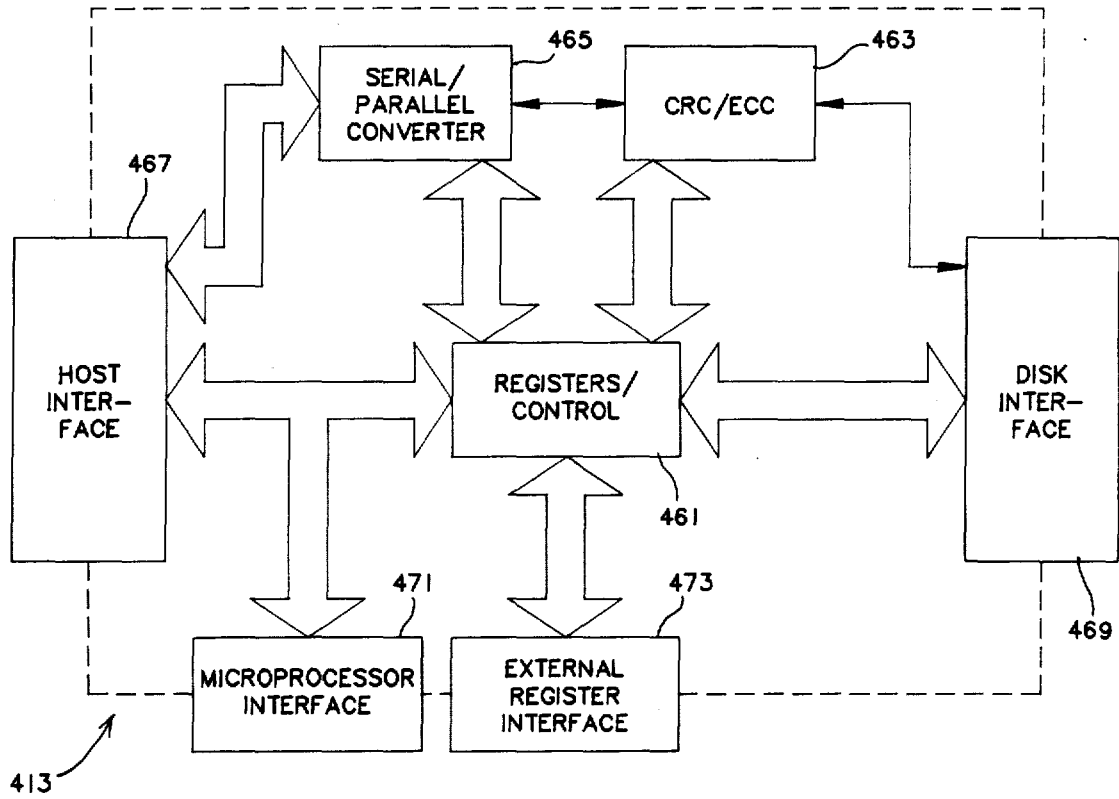 465
463
SERIAL/
PARALLEL
CONVERTER
CRC/ECC
467
HOST
INTER-
FACE
REGISTERS/
CONTROL
DISK
INTER-
FACE
461
471
473
469
MICROPROCESSOR
INTERFACE
EXTERNAL
REGISTER
INTERFACE
413